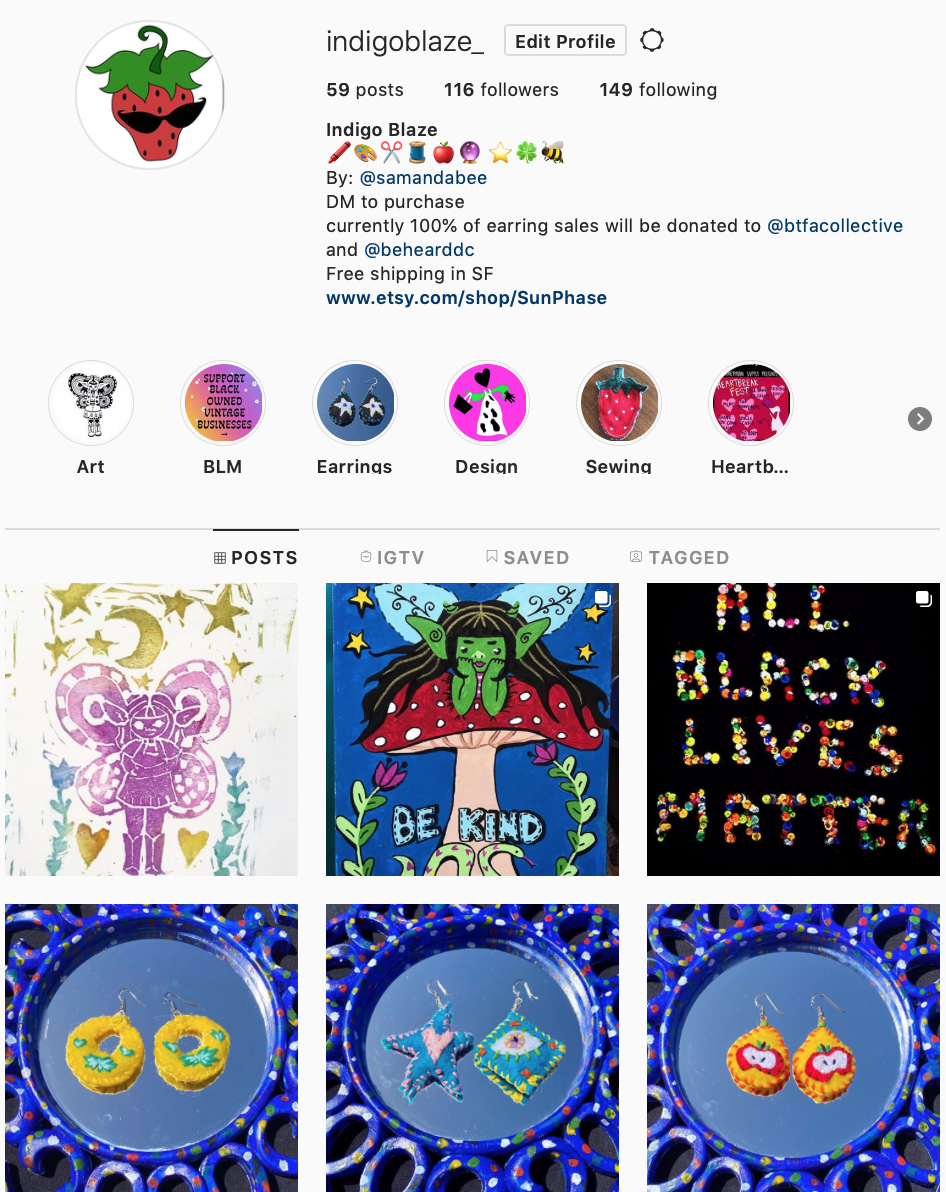 indigoblaze_ Edit Profile
59 posts 116 followers 149 following
Indigo Blaze
🖍️🎨✂️🧵🍎🔮⭐🍀🐝
By: @samandabee
DM to purchase
currently 100% of earring sales will be donated to @btfacollective
and @behearddc
Free shipping in SF
www.etsy.com/shop/SunPhase
SUPPORT
BLACK
OWNED
VINTAGE
BUSINESSES
→
HEARTBREAK
FEST
Art BLM Earrings Design Sewing Heartb...
POSTS IGTV SAVED TAGGED
BE KIND
ALL
BLACK
LIVES
MATTER